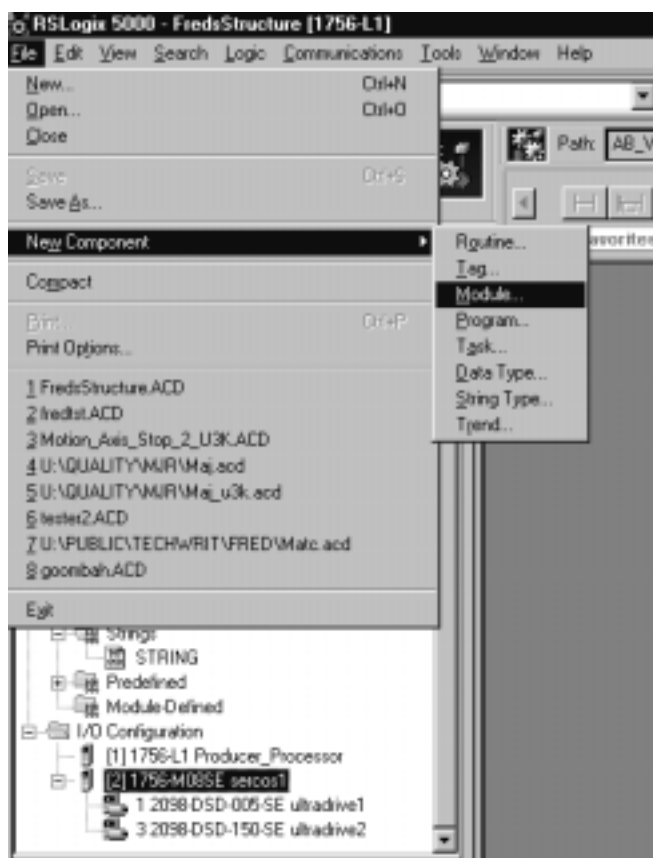 RSLogix 5000 - FredsStructure [1756-L1]
File Edit View Search Logic Communications Tools Window Help
New... Ctrl+N
Open... Ctrl+O
Close
Save Ctrl+S
Save As...
Path: AB_V
New Component
avorites
Compact
Print... Ctrl+P
Print Options...
Routine...
Tag...
Module...
Program...
Task...
Data Type...
String Type...
Trend...
1 FredsStructure.ACD
2 fredtst.ACD
3 Motion_Axis_Stop_2_U3K.ACD
4 U:\QUALITY\MJR\Maj.acd
5 U:\QUALITY\MJR\Maj_u3k.acd
6 tester2.ACD
7 U:\PUBLIC\TECHWRIT\FRED\Matc.acd
8 goombah.ACD
Exit
Strings
STRING
Predefined
Module-Defined
I/O Configuration
[1] 1756-L1 Producer_Processor
[2] 1756-M08SE sercos1
1 2098-DSD-005-SE ultradrive1
3 2098-DSD-150-SE ultradrive2